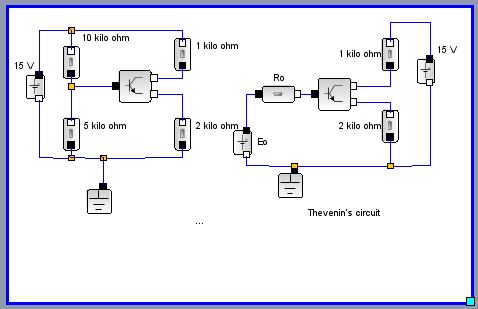 10 kilo ohm
1 kilo ohm
15 V
5 kilo ohm
2 kilo ohm
...
15 V
1 kilo ohm
Ro
2 kilo ohm
Eo
Thevenin's circuit